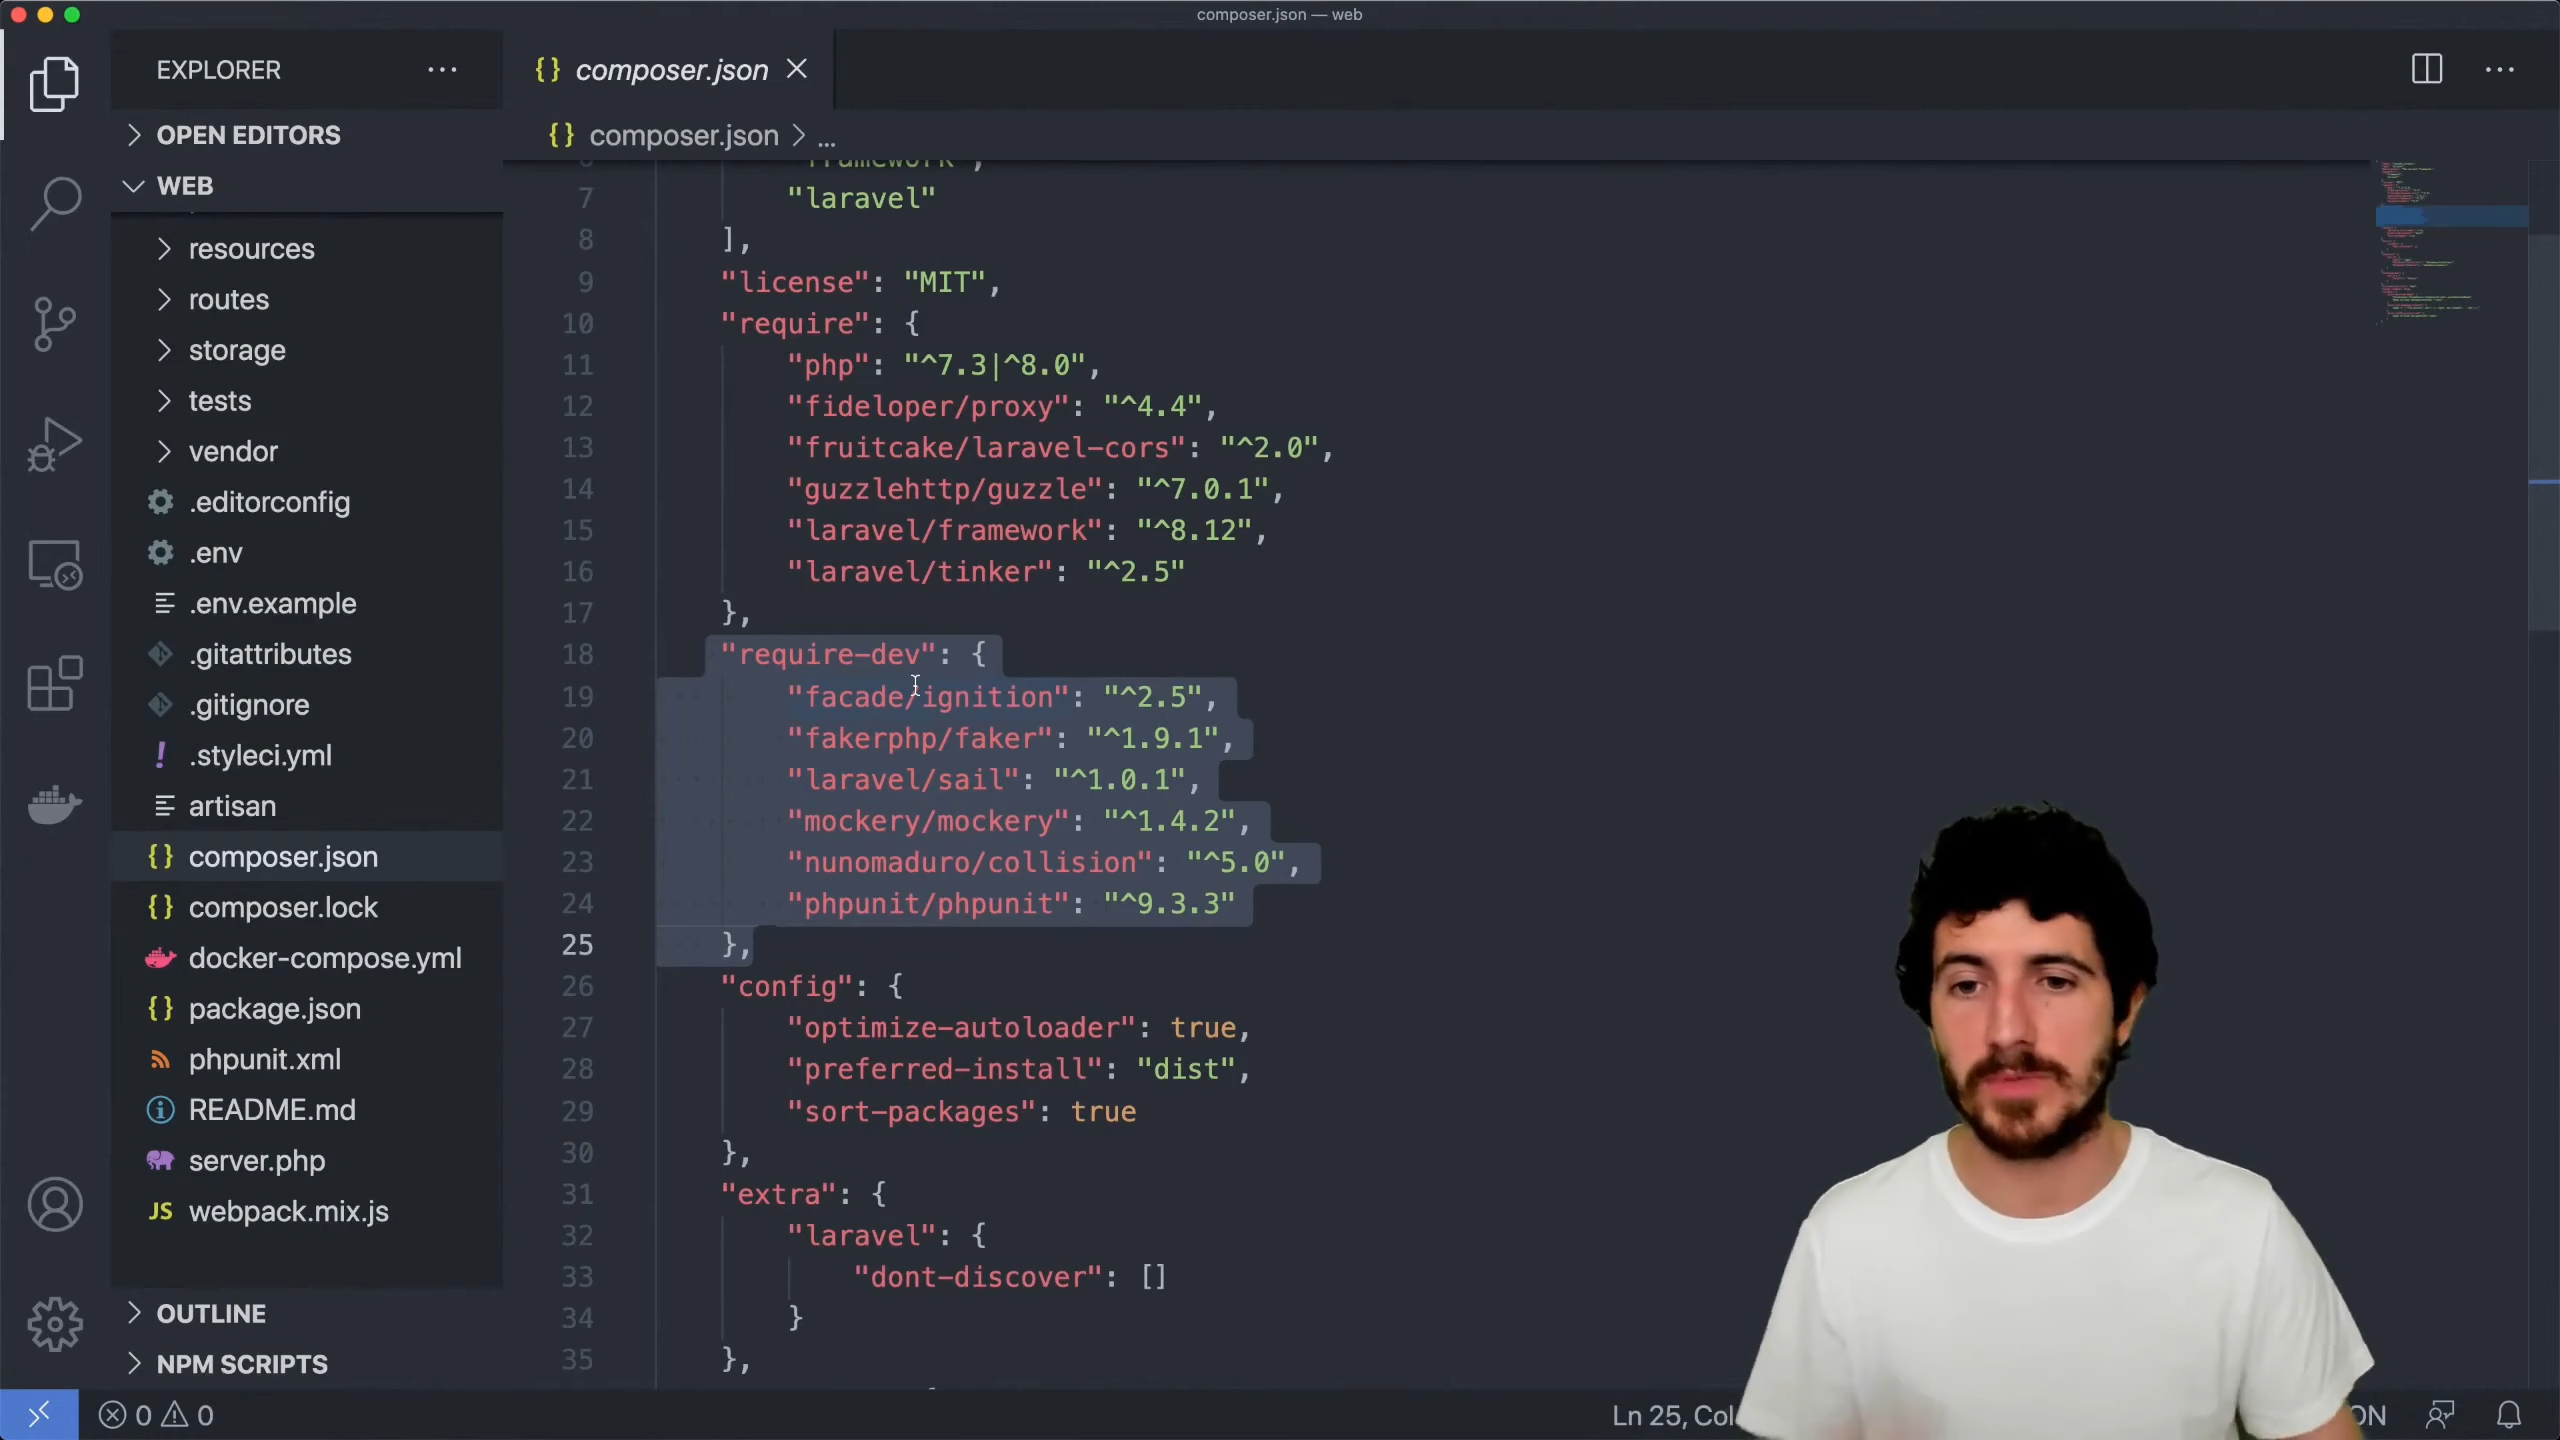 composer.json — web
EXPLORER
composer.json
OPEN EDITORS
composer.json > ...
WEB
resources
routes
storage
tests
vendor
.editorconfig
.env
.env.example
.gitattributes
.gitignore
.styleci.yml
artisan
composer.json
composer.lock
docker-compose.yml
package.json
phpunit.xml
README.md
server.php
JS webpack.mix.js
OUTLINE
NPM SCRIPTS
7 "laravel"
8 ],
9 "license": "MIT",
10 "require": {
11 "php": "^7.3|^8.0",
12 "fideloper/proxy": "^4.4",
13 "fruitcake/laravel-cors": "^2.0",
14 "guzzlehttp/guzzle": "^7.0.1",
15 "laravel/framework": "^8.12",
16 "laravel/tinker": "^2.5"
17 },
18 "require-dev": {
19 "facade/ignition": "^2.5",
20 "fakerphp/faker": "^1.9.1",
21 "laravel/sail": "^1.0.1",
22 "mockery/mockery": "^1.4.2",
23 "nunomaduro/collision": "^5.0",
24 "phpunit/phpunit": "^9.3.3"
25 },
26 "config": {
27 "optimize-autoloader": true,
28 "preferred-install": "dist",
29 "sort-packages": true
30 },
31 "extra": {
32 "laravel": {
33 "dont-discover": []
34 }
35 },
0 0
Ln 25, Col